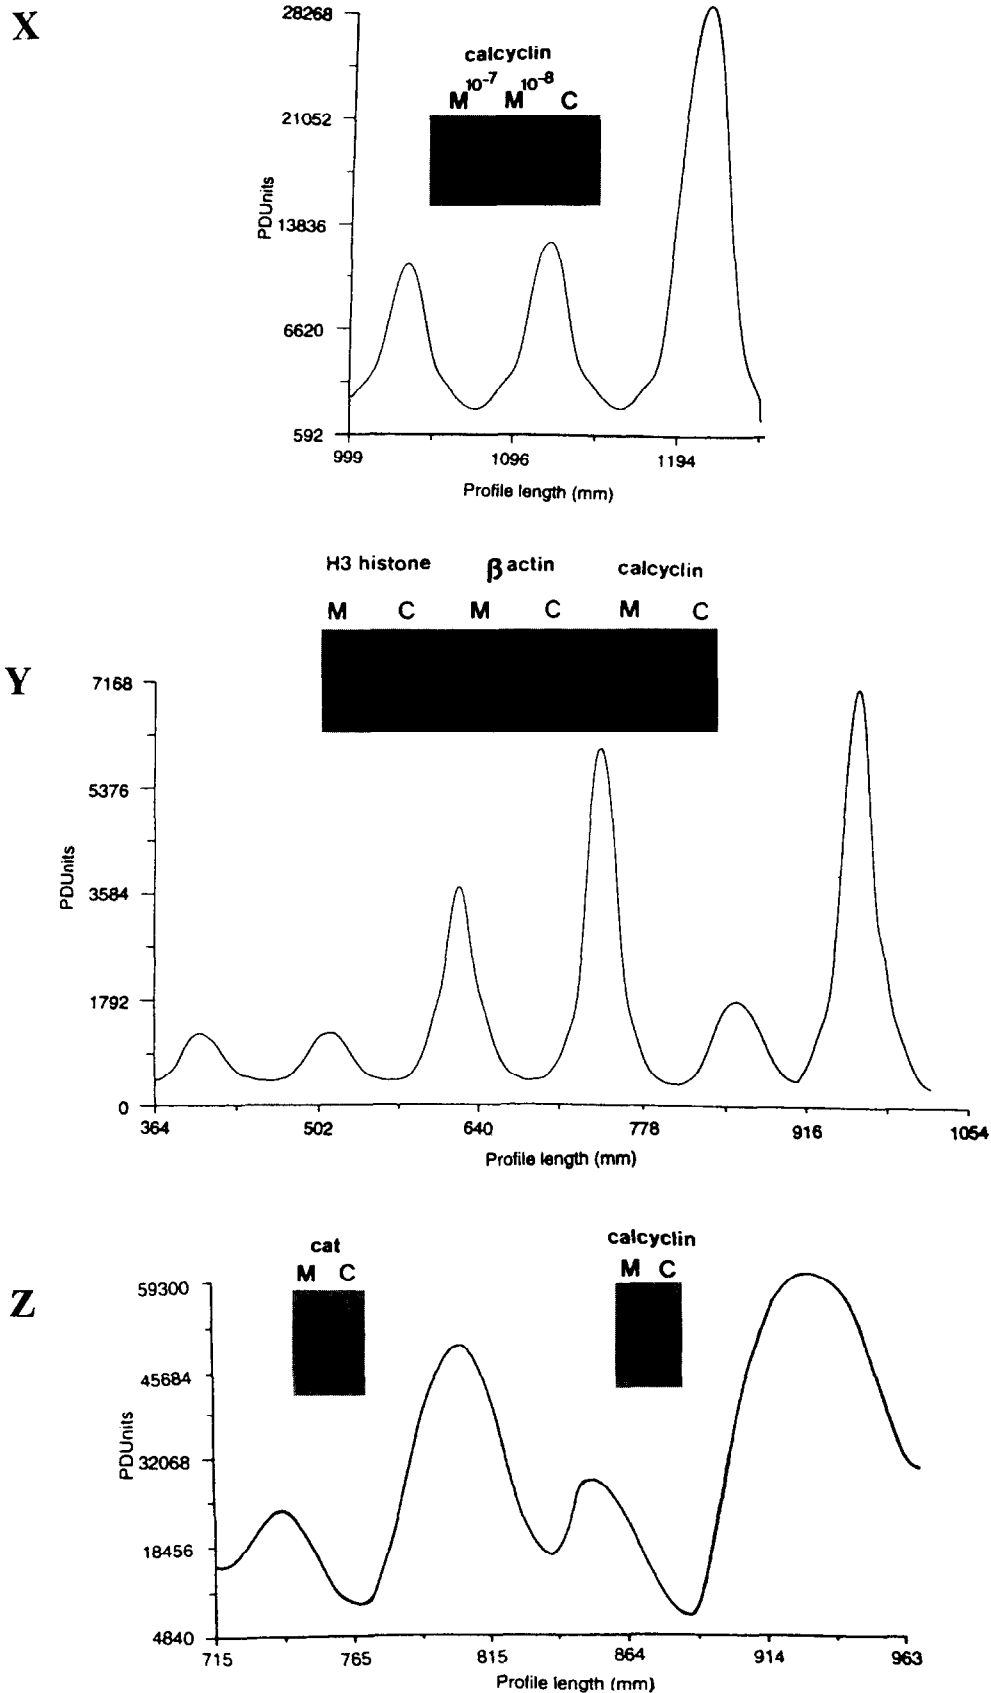 X
28268
21052
13836
6620
592
PDUnits
calcyclin
M 10-7 M 10-8 C
999 1096 1194
Profile length (mm)
H3 histone β actin calcyclin
M C M C M C
Y
7168
5376
3584
1792
0
PDUnits
364 502 640 778 916 1054
Profile length (mm)
cat calcyclin
M C M C
Z
59300
45684
32068
18456
4840
PDUnits
715 765 815 864 914 963
Profile length (mm)